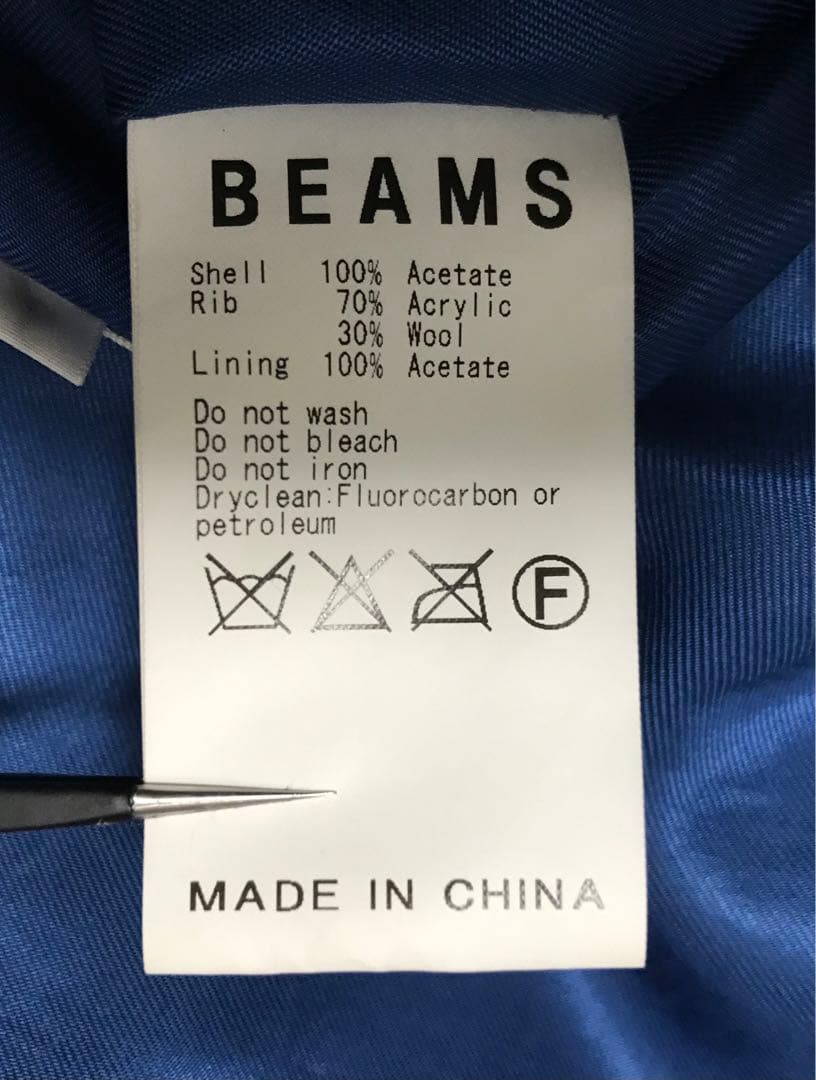 BEAMS
Shell 100% Acetate
Rib 70% Acrylic
30% Wool
Lining 100% Acetate
Do not wash
Do not bleach
Do not iron
Dryclean:Fluorocarbon or
petroleum
F
MADE IN CHINA